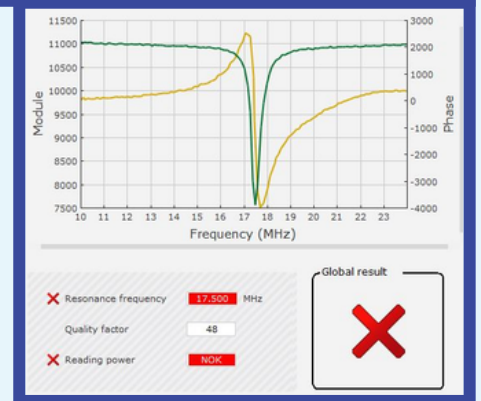 11500
11000
10500
10000
9500
9000
8500
8000
7500
Module
3000
2000
1000
0
-1000
-2000
-3000
-4000
Phase
10 11 12 13 14 15 16 17 18 19 20 21 22 23
Frequency (MHz)
Resonance frequency 17.500 MHz
Quality factor 48
Reading power NOK
Global result